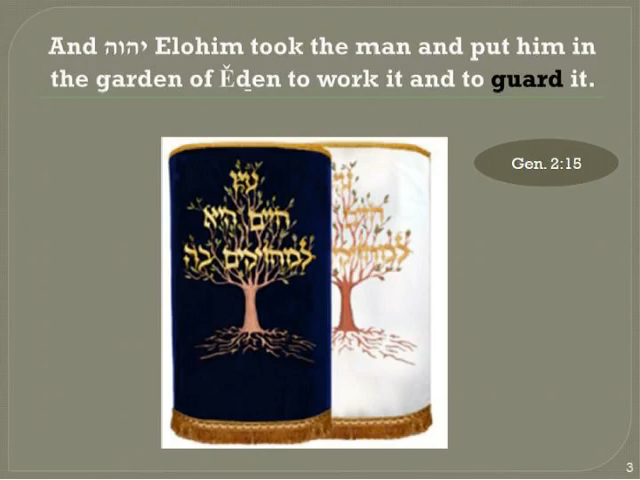 And יהוה Elohim took the man and put him in
the garden of Ĕḏen to work it and to guard it.
Gen. 2:15
עץ
חיים היא
למחזיקים בה
3